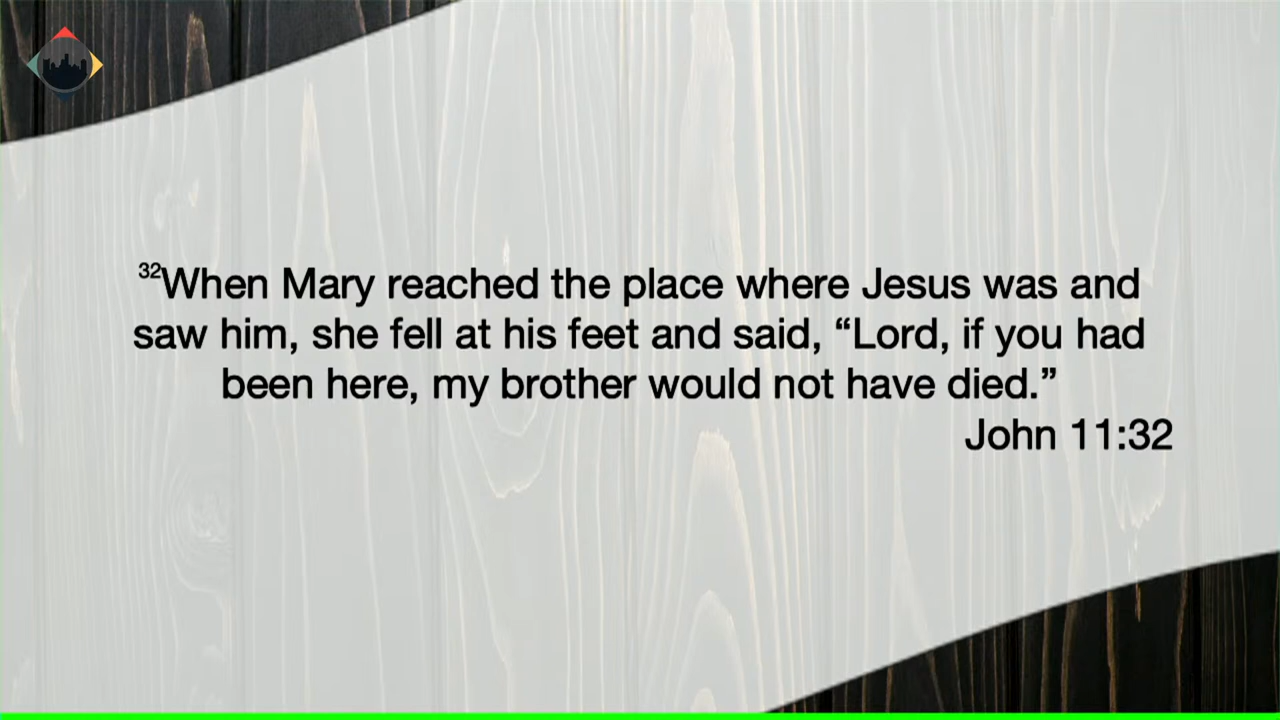 ³²When Mary reached the place where Jesus was and
saw him, she fell at his feet and said, “Lord, if you had
been here, my brother would not have died.”
John 11:32